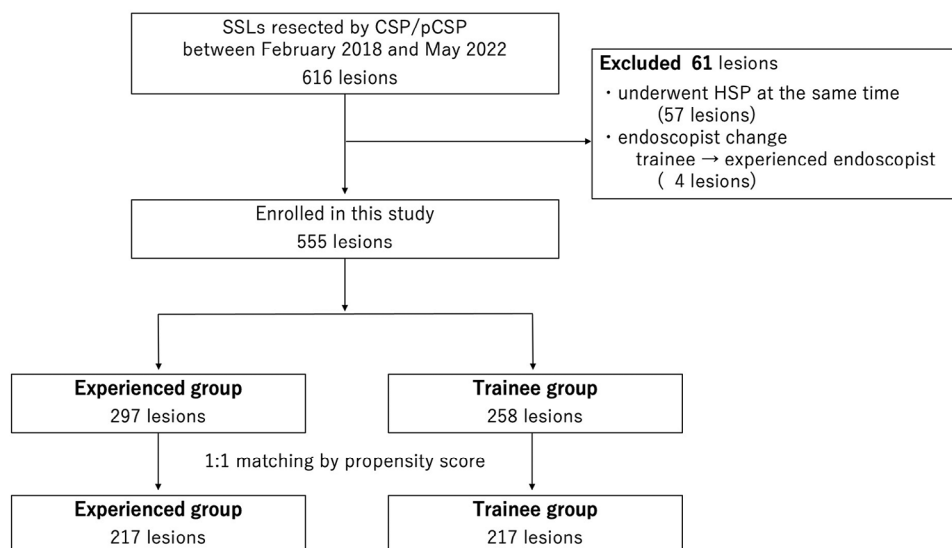 SSLs resected by CSP/pCSP
between February 2018 and May 2022
616 lesions
Excluded 61 lesions
・underwent HSP at the same time
(57 lesions)
・endoscopist change
trainee → experienced endoscopist
( 4 lesions)
Enrolled in this study
555 lesions
Experienced group
297 lesions
Trainee group
258 lesions
1:1 matching by propensity score
Experienced group
217 lesions
Trainee group
217 lesions